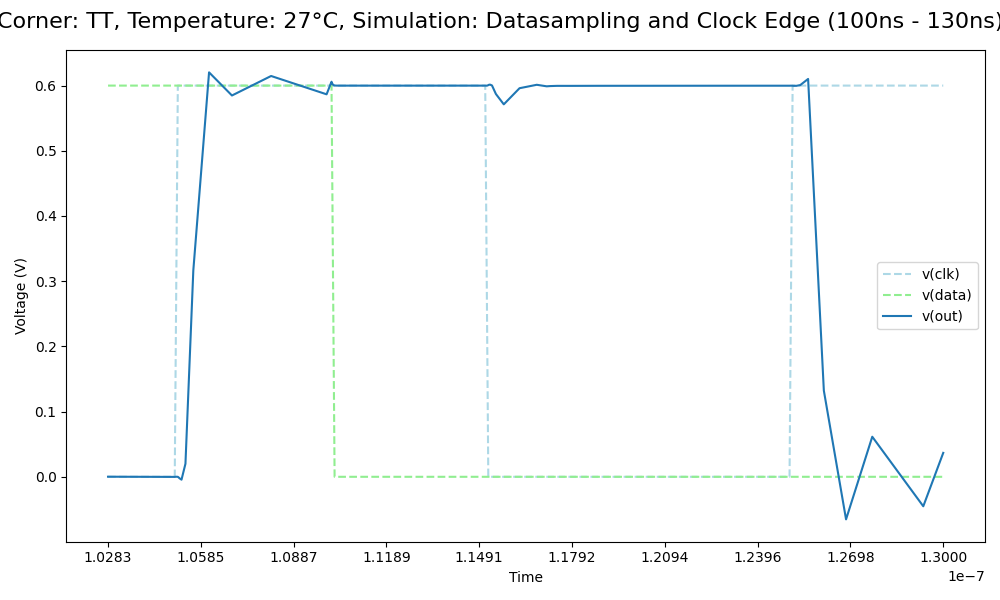 Corner: TT, Temperature: 27°C, Simulation: Datasampling and Clock Edge (100ns - 130ns)
Voltage (V)
0.6
0.5
0.4
0.3
0.2
0.1
0.0
v(clk)
v(data)
v(out)
1.0283 1.0585 1.0887 1.1189 1.1491 1.1792 1.2094 1.2396 1.2698 1.3000
1e−7
Time